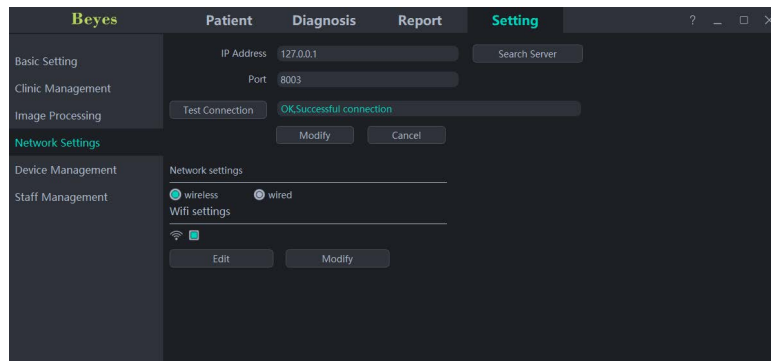 Beyes Patient Diagnosis Report Setting ?
Basic Setting
Clinic Management
Image Processing
Network Settings
Device Management
Staff Management
IP Address 127.0.0.1 Search Server
Port 8003
Test Connection OK,Successful connection
Modify Cancel
Network settings
wireless wired
Wifi settings
Edit Modify